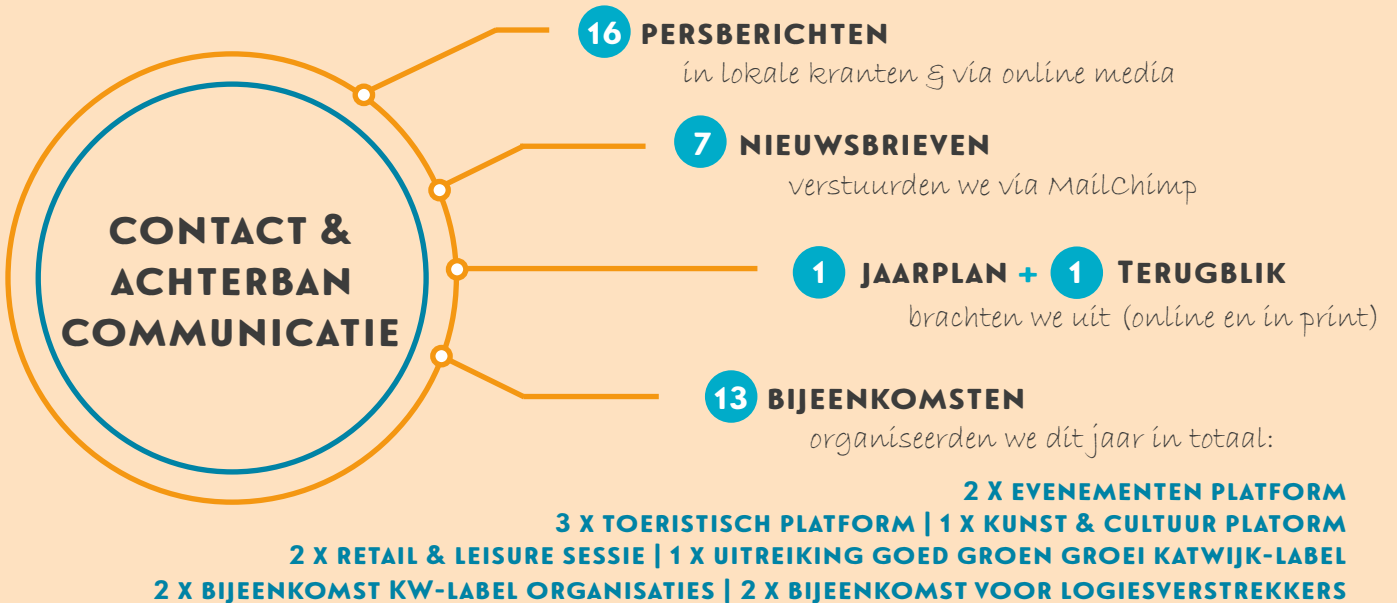 CONTACT &
ACHTERBAN
COMMUNICATIE
16 PERSBERICHTEN
in lokale kranten & via online media
7 NIEUWSBRIEVEN
verstuurden we via MailChimp
1 JAARPLAN + 1 TERUGBLIK
brachten we uit (online en in print)
13 BIJEENKOMSTEN
organiseerden we dit jaar in totaal:
2 X EVENEMENTEN PLATFORM
3 X TOERISTISCH PLATFORM | 1 X KUNST & CULTUUR PLATORM
2 X RETAIL & LEISURE SESSIE | 1 X UITREIKING GOED GROEN GROEI KATWIJK-LABEL
2 X BIJEENKOMST KW-LABEL ORGANISATIES | 2 X BIJEENKOMST VOOR LOGIESVERSTREKKERS